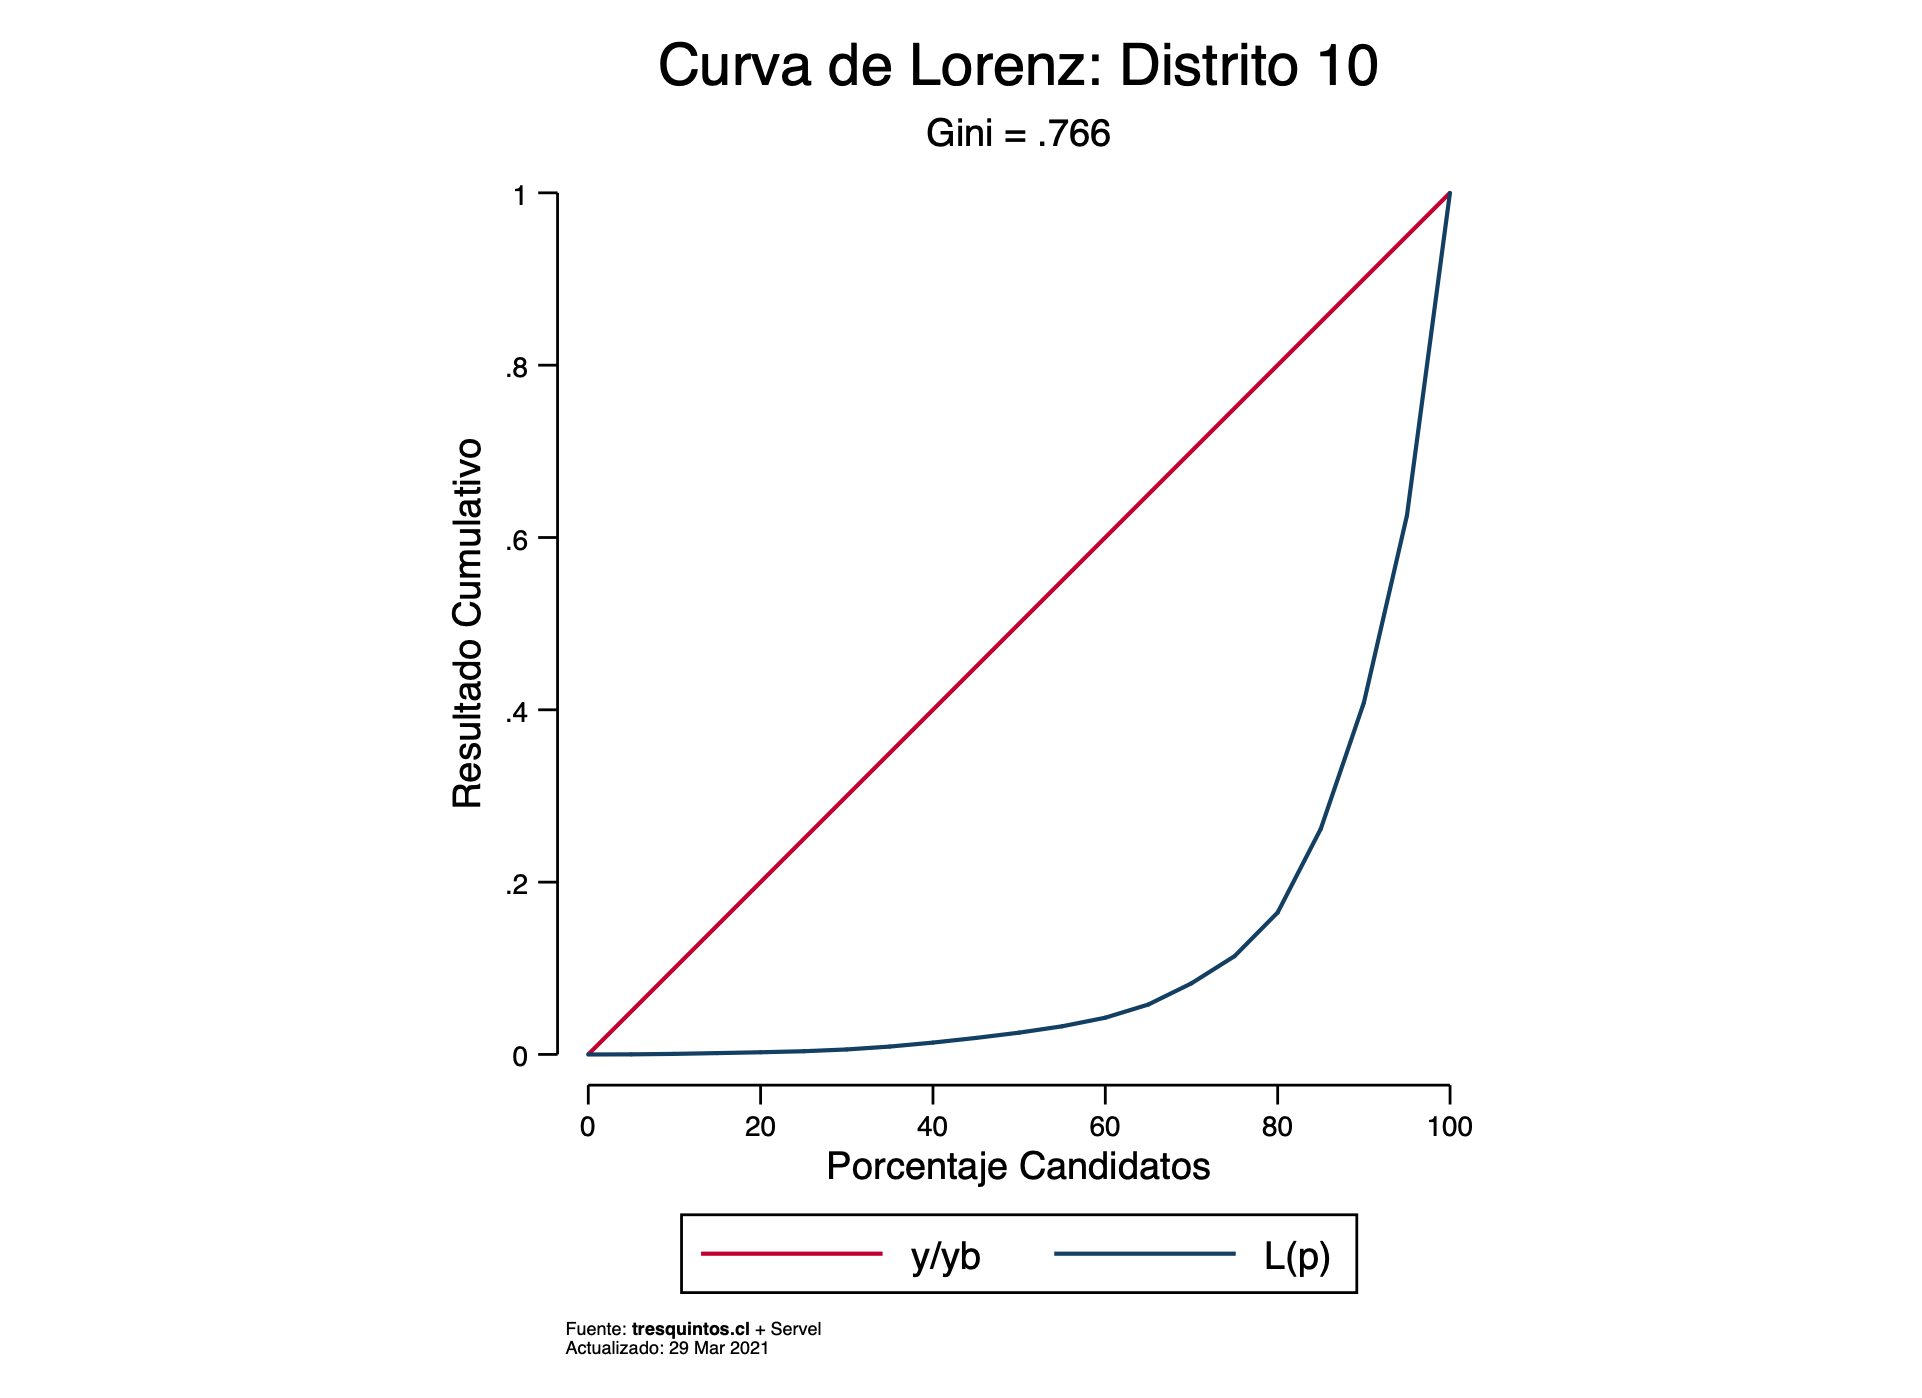 Curva de Lorenz: Distrito 10
Gini = .766
Resultado Cumulativo
1
.8
.6
.4
.2
0
0 20 40 60 80 100
Porcentaje Candidatos
y/yb L(p)
Fuente: tresquintos.cl + Servel
Actualizado: 29 Mar 2021